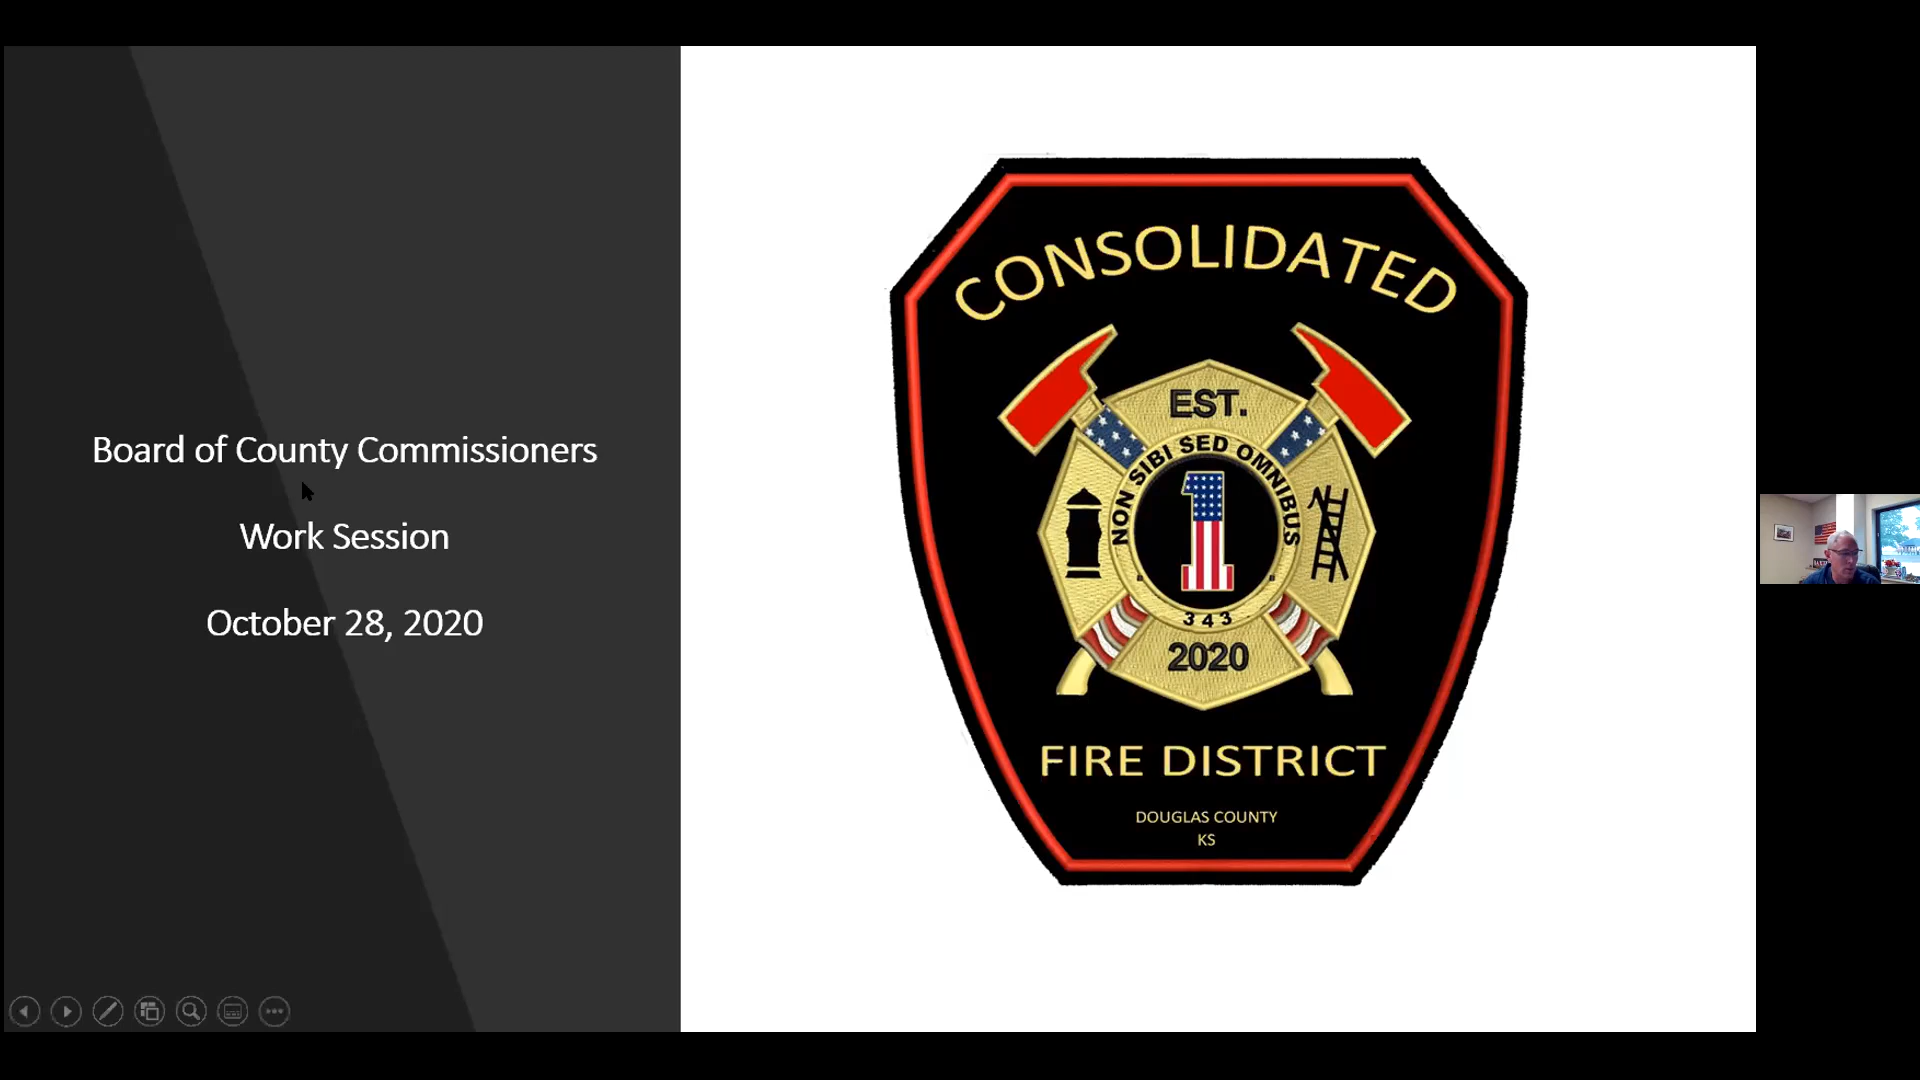 Board of County Commissioners
Work Session
October 28, 2020
CONSOLIDATED
EST.
NON SIBI SED OMNIBUS
1
343
2020
FIRE DISTRICT
DOUGLAS COUNTY
KS